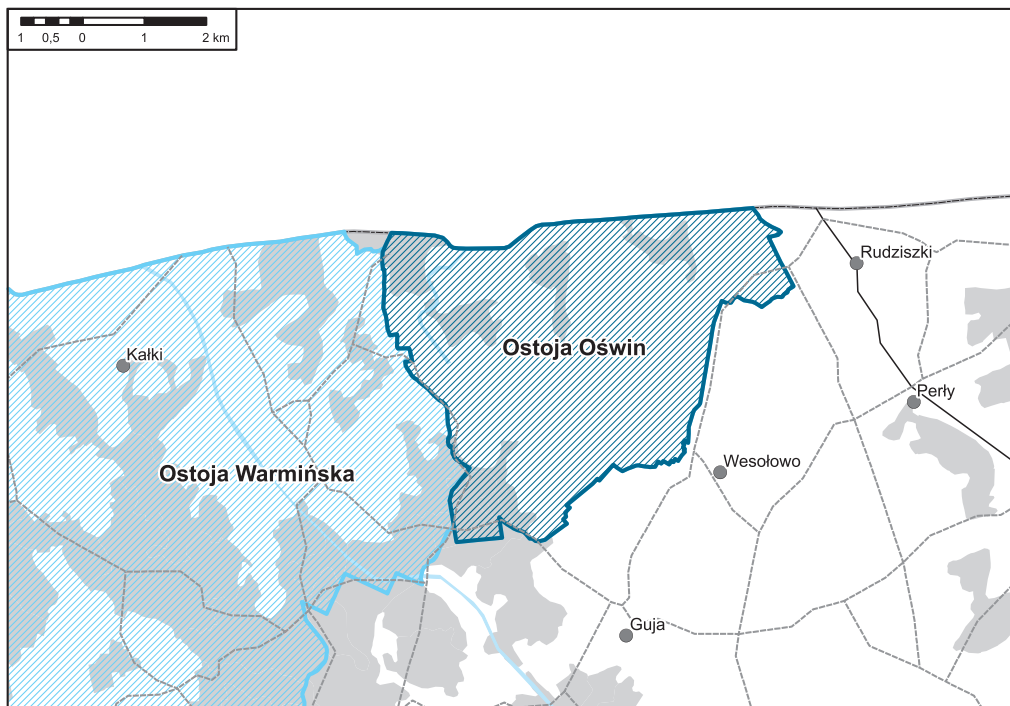 1 0,5 0 1 2 km
Rudziszki
Ostoja Oświn
Kałki
Perły
Wesołowo
Ostoja Warmińska
Guja